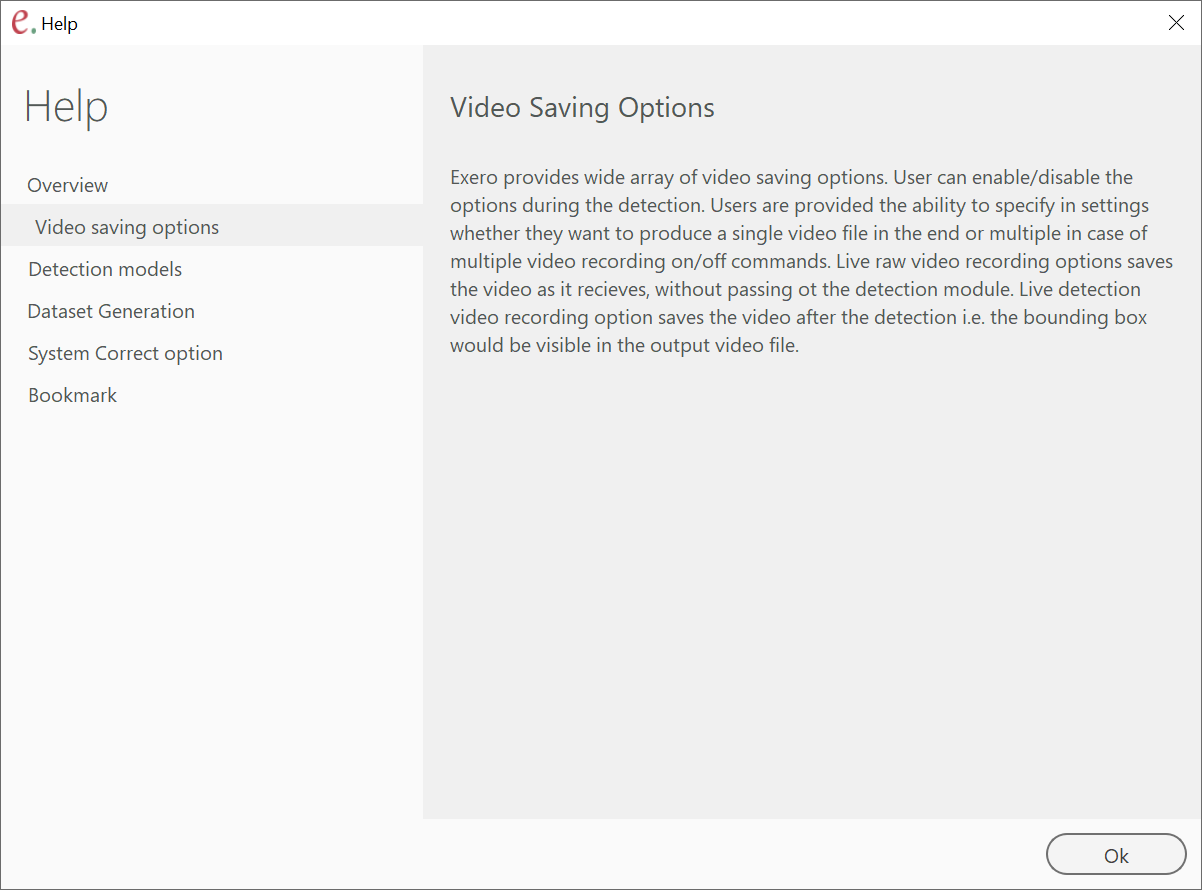 e. Help
Help
Overview
Video saving options
Detection models
Dataset Generation
System Correct option
Bookmark
Video Saving Options
Exero provides wide array of video saving options. User can enable/disable the
options during the detection. Users are provided the ability to specify in settings
whether they want to produce a single video file in the end or multiple in case of
multiple video recording on/off commands. Live raw video recording options saves
the video as it recieves, without passing ot the detection module. Live detection
video recording option saves the video after the detection i.e. the bounding box
would be visible in the output video file.
Ok